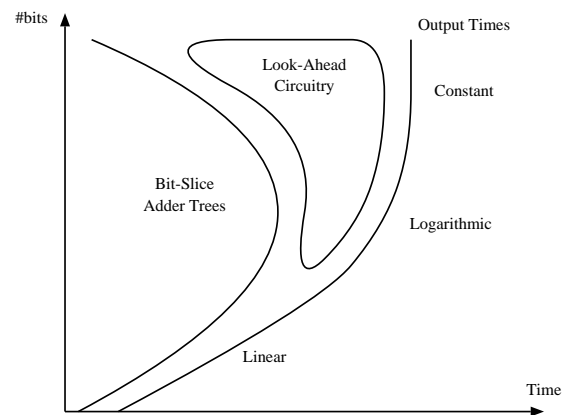 #bits
Output Times
Look-Ahead
Circuitry
Constant
Bit-Slice
Adder Trees
Logarithmic
Linear
Time